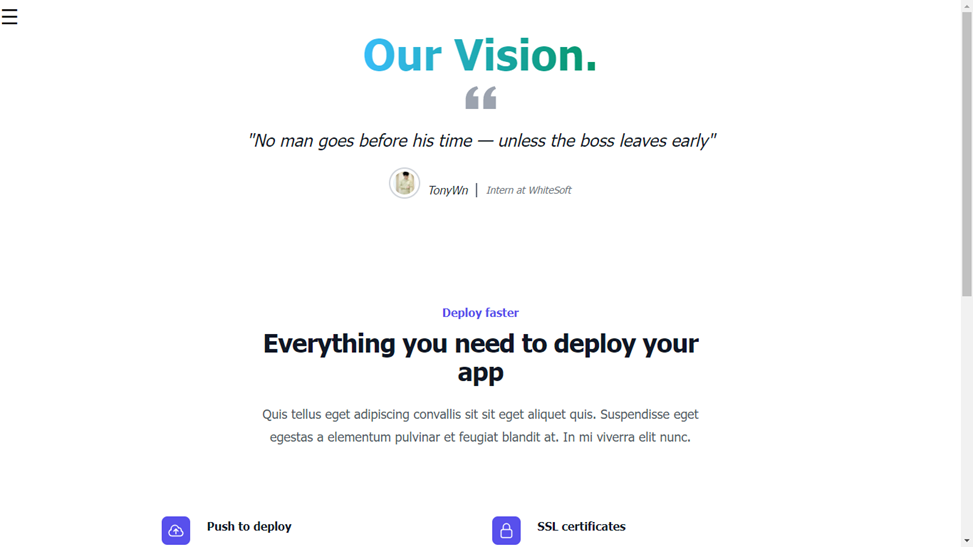 Our Vision.
"No man goes before his time — unless the boss leaves early"
TonyWn | Intern at WhiteSoft
Deploy faster
Everything you need to deploy your
app
Quis tellus eget adipiscing convallis sit sit eget aliquet quis. Suspendisse eget
egestas a elementum pulvinar et feugiat blandit at. In mi viverra elit nunc.
Push to deploy
SSL certificates